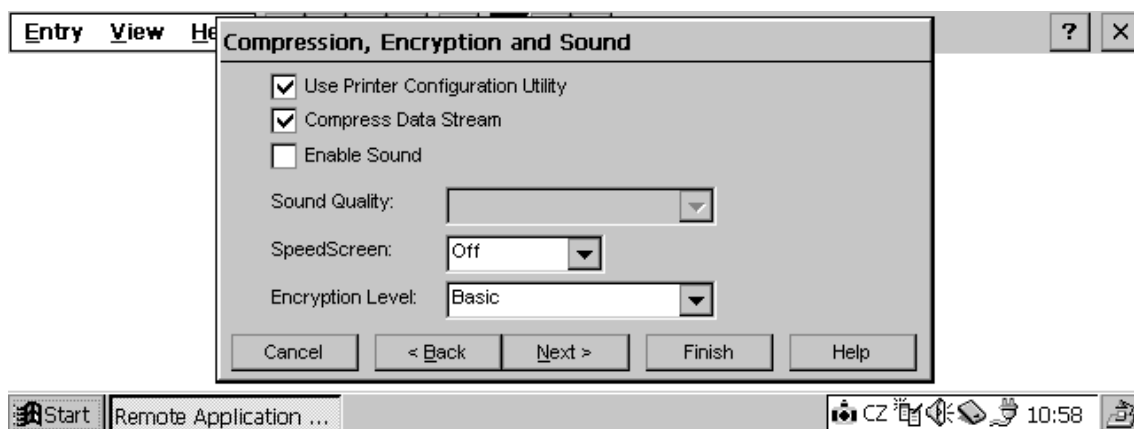 Entry View He
? ×
Compression, Encryption and Sound
Use Printer Configuration Utility
Compress Data Stream
Enable Sound
Sound Quality:
SpeedScreen: Off
Encryption Level: Basic
Cancel < Back Next > Finish Help
Start Remote Application ... CZ 10:58